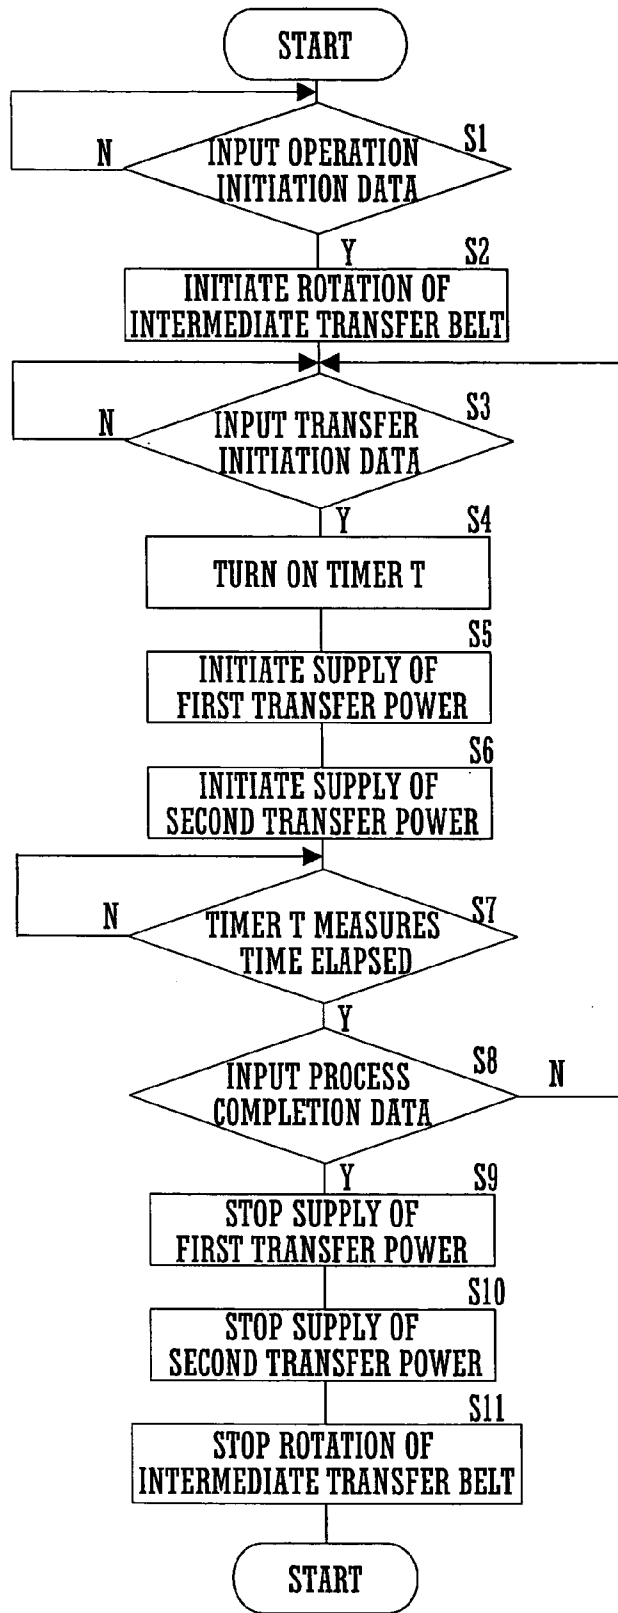 START
S1
INPUT OPERATION
INITIATION DATA
N
Y
S2
INITIATE ROTATION OF
INTERMEDIATE TRANSFER BELT
S3
INPUT TRANSFER
INITIATION DATA
N
Y
S4
TURN ON TIMER T
S5
INITIATE SUPPLY OF
FIRST TRANSFER POWER
S6
INITIATE SUPPLY OF
SECOND TRANSFER POWER
S7
TIMER T MEASURES
TIME ELAPSED
N
Y
S8
INPUT PROCESS
COMPLETION DATA
N
Y
S9
STOP SUPPLY OF
FIRST TRANSFER POWER
S10
STOP SUPPLY OF
SECOND TRANSFER POWER
S11
STOP ROTATION OF
INTERMEDIATE TRANSFER BELT
START